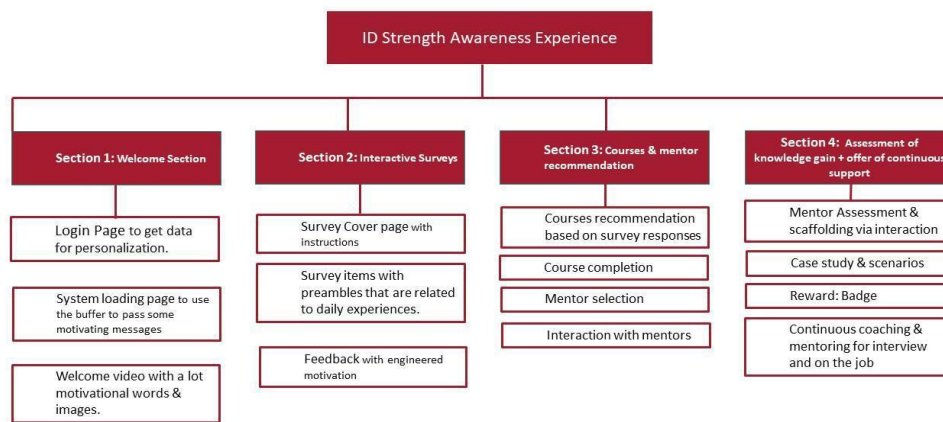 ID Strength Awareness Experience
Section 1: Welcome Section
Login Page to get data
for personalization.
System loading page to use
the buffer to pass some
motivating messages
Welcome video with a lot
motivational words &
images.
Section 2: Interactive Surveys
Survey Cover page with
instructions
Survey items with
preambles that are related
to daily experiences.
Feedback with engineered
motivation
Section 3: Courses & mentor
recommendation
Courses recommendation
based on survey responses
Course completion
Mentor selection
Interaction with mentors
Section 4: Assessment of
knowledge gain + offer of continuous
support
Mentor Assessment &
scaffolding via interaction
Case study & scenarios
Reward: Badge
Continuous coaching &
mentoring for interview
and on the job